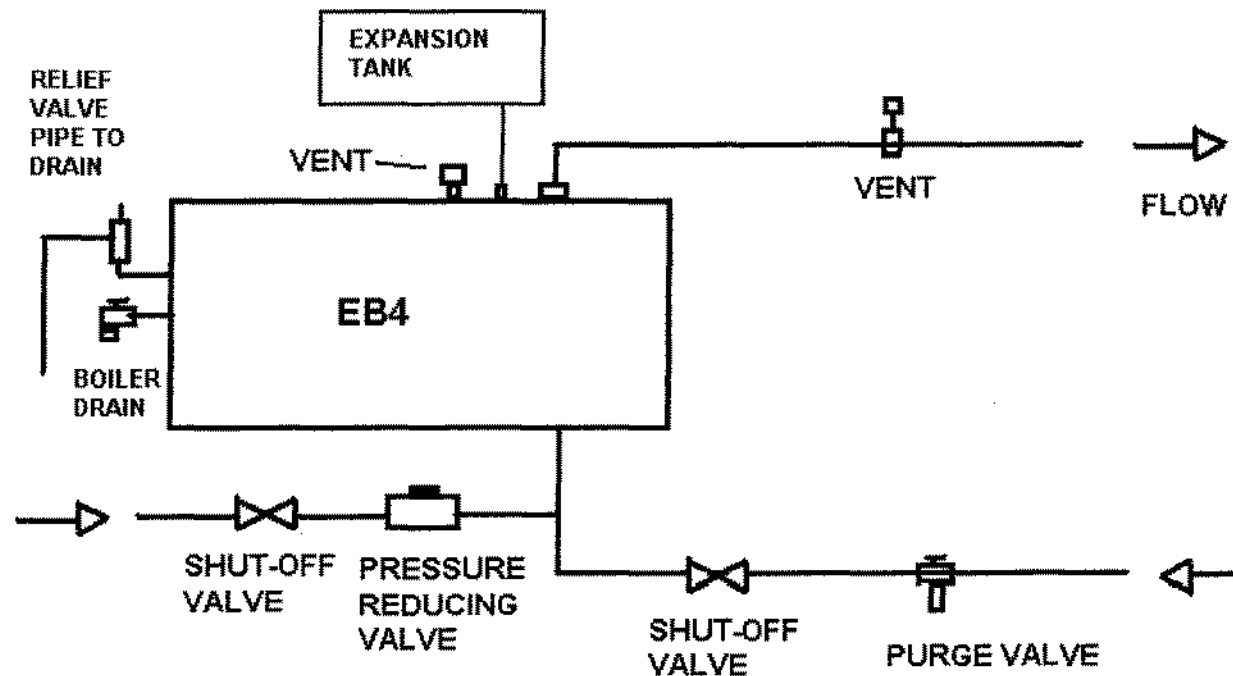 EXPANSION
TANK
RELIEF
VALVE
PIPE TO
DRAIN
VENT
VENT
FLOW
EB4
BOILER
DRAIN
SHUT-OFF
VALVE
PRESSURE
REDUCING
VALVE
SHUT-OFF
VALVE
PURGE VALVE